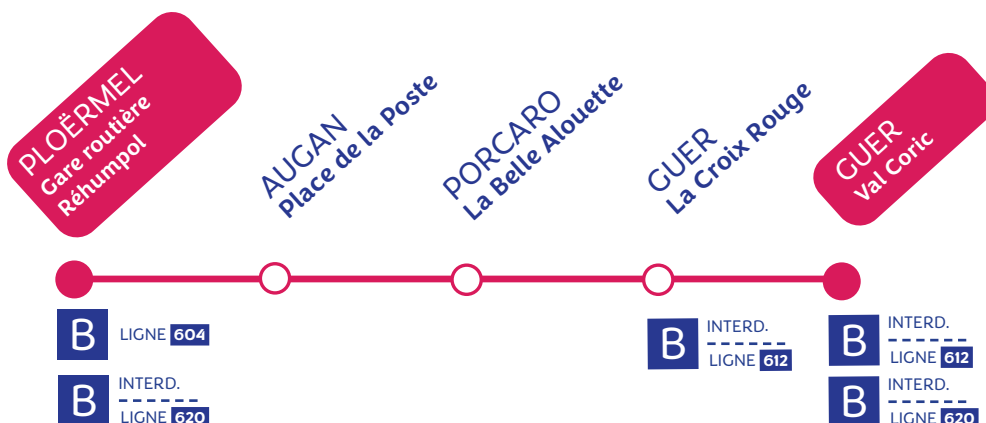 PLOËRMEL
Gare routière
Réhumpol
AUGAN
Place de la Poste
PORCARO
La Belle Alouette
GUER
La Croix Rouge
GUER
Val Coric
B LIGNE 604
B INTERD.
LIGNE 620
B INTERD.
LIGNE 612
B INTERD.
LIGNE 612
B INTERD.
LIGNE 620